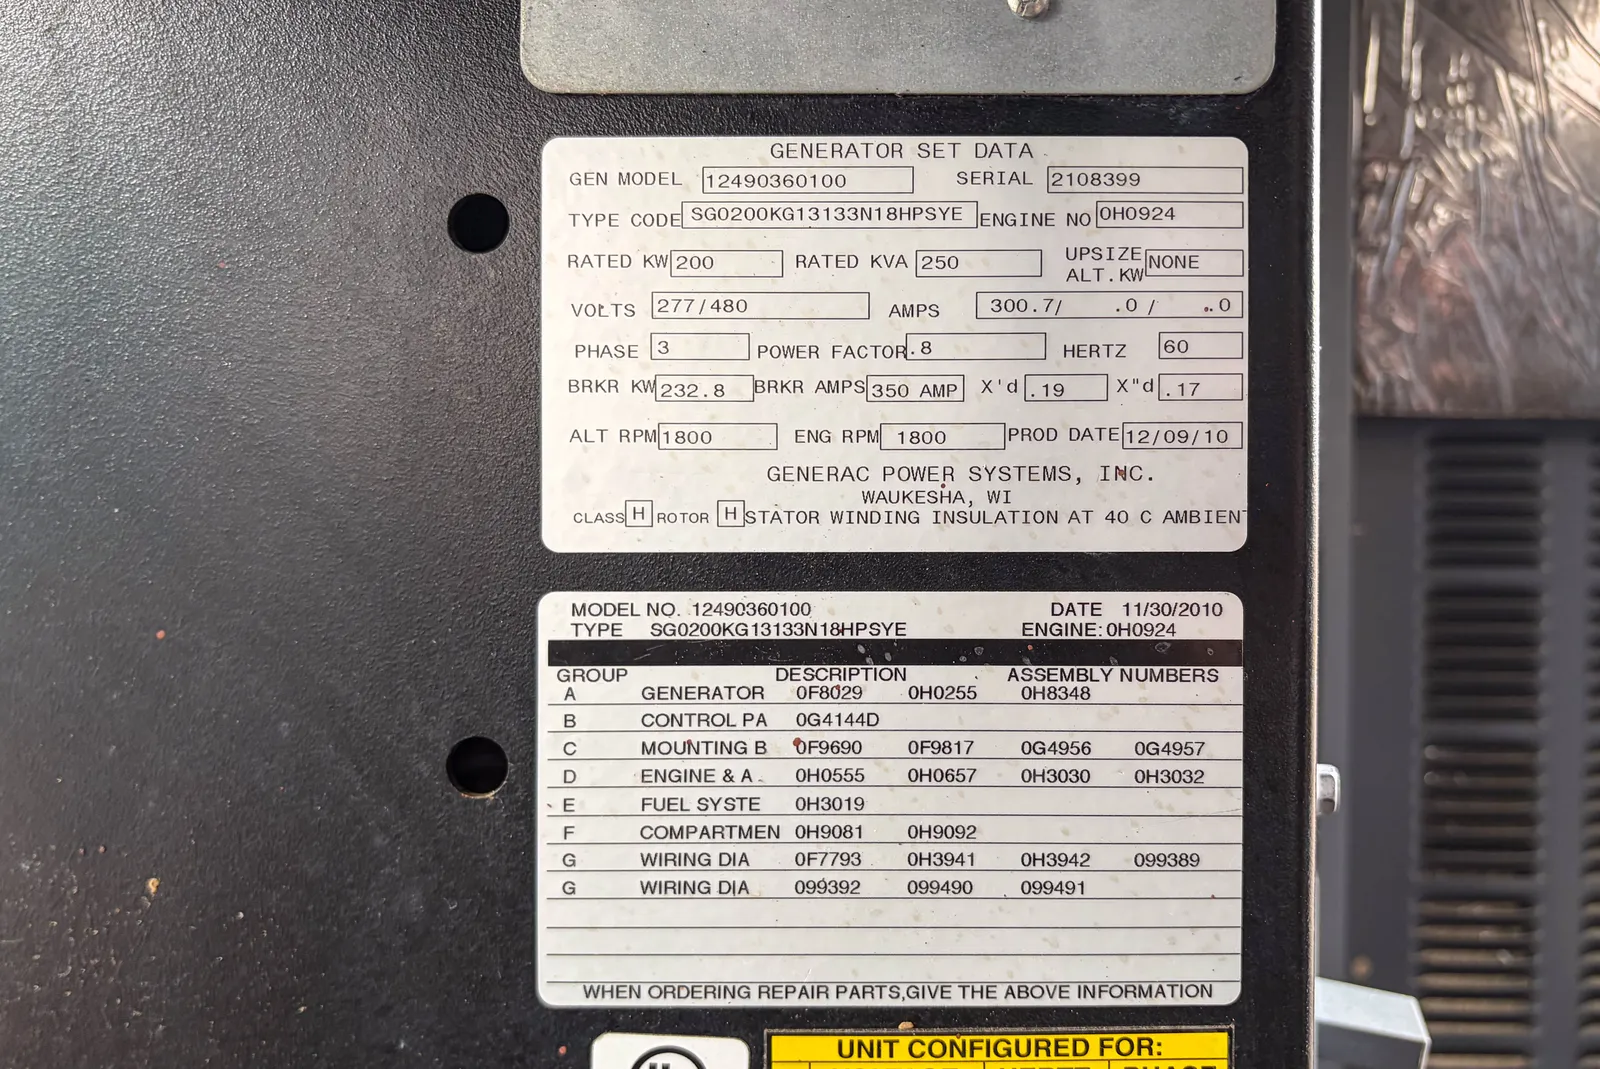 GENERATOR SET DATA
GEN MODEL 12490360100 SERIAL 2108399
TYPE CODE SG0200KG13133N18HPSYE ENGINE NO 0H0924
RATED KW 200 RATED KVA 250 UPSIZE ALT.KW NONE
VOLTS 277/480 AMPS 300.7/ .0 / .0
PHASE 3 POWER FACTOR .8 HERTZ 60
BRKR KW 232.8 BRKR AMPS 350 AMP X'd .19 X"d .17
ALT RPM 1800 ENG RPM 1800 PROD DATE 12/09/10
GENERAC POWER SYSTEMS, INC.
WAUKESHA, WI
CLASS H ROTOR H STATOR WINDING INSULATION AT 40 C AMBIENT
MODEL NO. 12490360100 DATE 11/30/2010
TYPE SG0200KG13133N18HPSYE ENGINE: 0H0924
GROUP DESCRIPTION ASSEMBLY NUMBERS
A GENERATOR 0F8029 0H0255 0H8348
B CONTROL PA 0G4144D
C MOUNTING B 0F9690 0F9817 0G4956 0G4957
D ENGINE & A 0H0555 0H0657 0H3030 0H3032
E FUEL SYSTE 0H3019
F COMPARTMEN 0H9081 0H9092
G WIRING DIA 0F7793 0H3941 0H3942 099389
G WIRING DIA 099392 099490 099491
WHEN ORDERING REPAIR PARTS,GIVE THE ABOVE INFORMATION
UNIT CONFIGURED FOR: